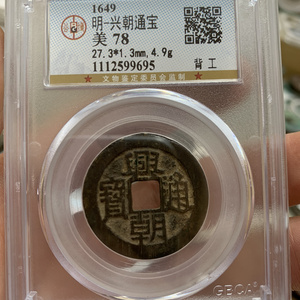 1649
明-兴朝通宝
美 78
27.3*1.3mm,4.9g
1112599695
背 工
文物鉴定委员会监制
興
寶 通
朝
GBCA